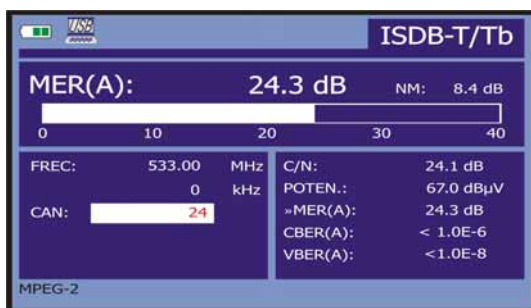 USB
ISDB-T/Tb
MER(A): 24.3 dB NM: 8.4 dB
0 10 20 30 40
FREC: 533.00 MHz
0 kHz
CAN: 24
C/N: 24.1 dB
POTEN.: 67.0 dBµV
»MER(A): 24.3 dB
CBER(A): < 1.0E-6
VBER(A): <1.0E-8
MPEG-2